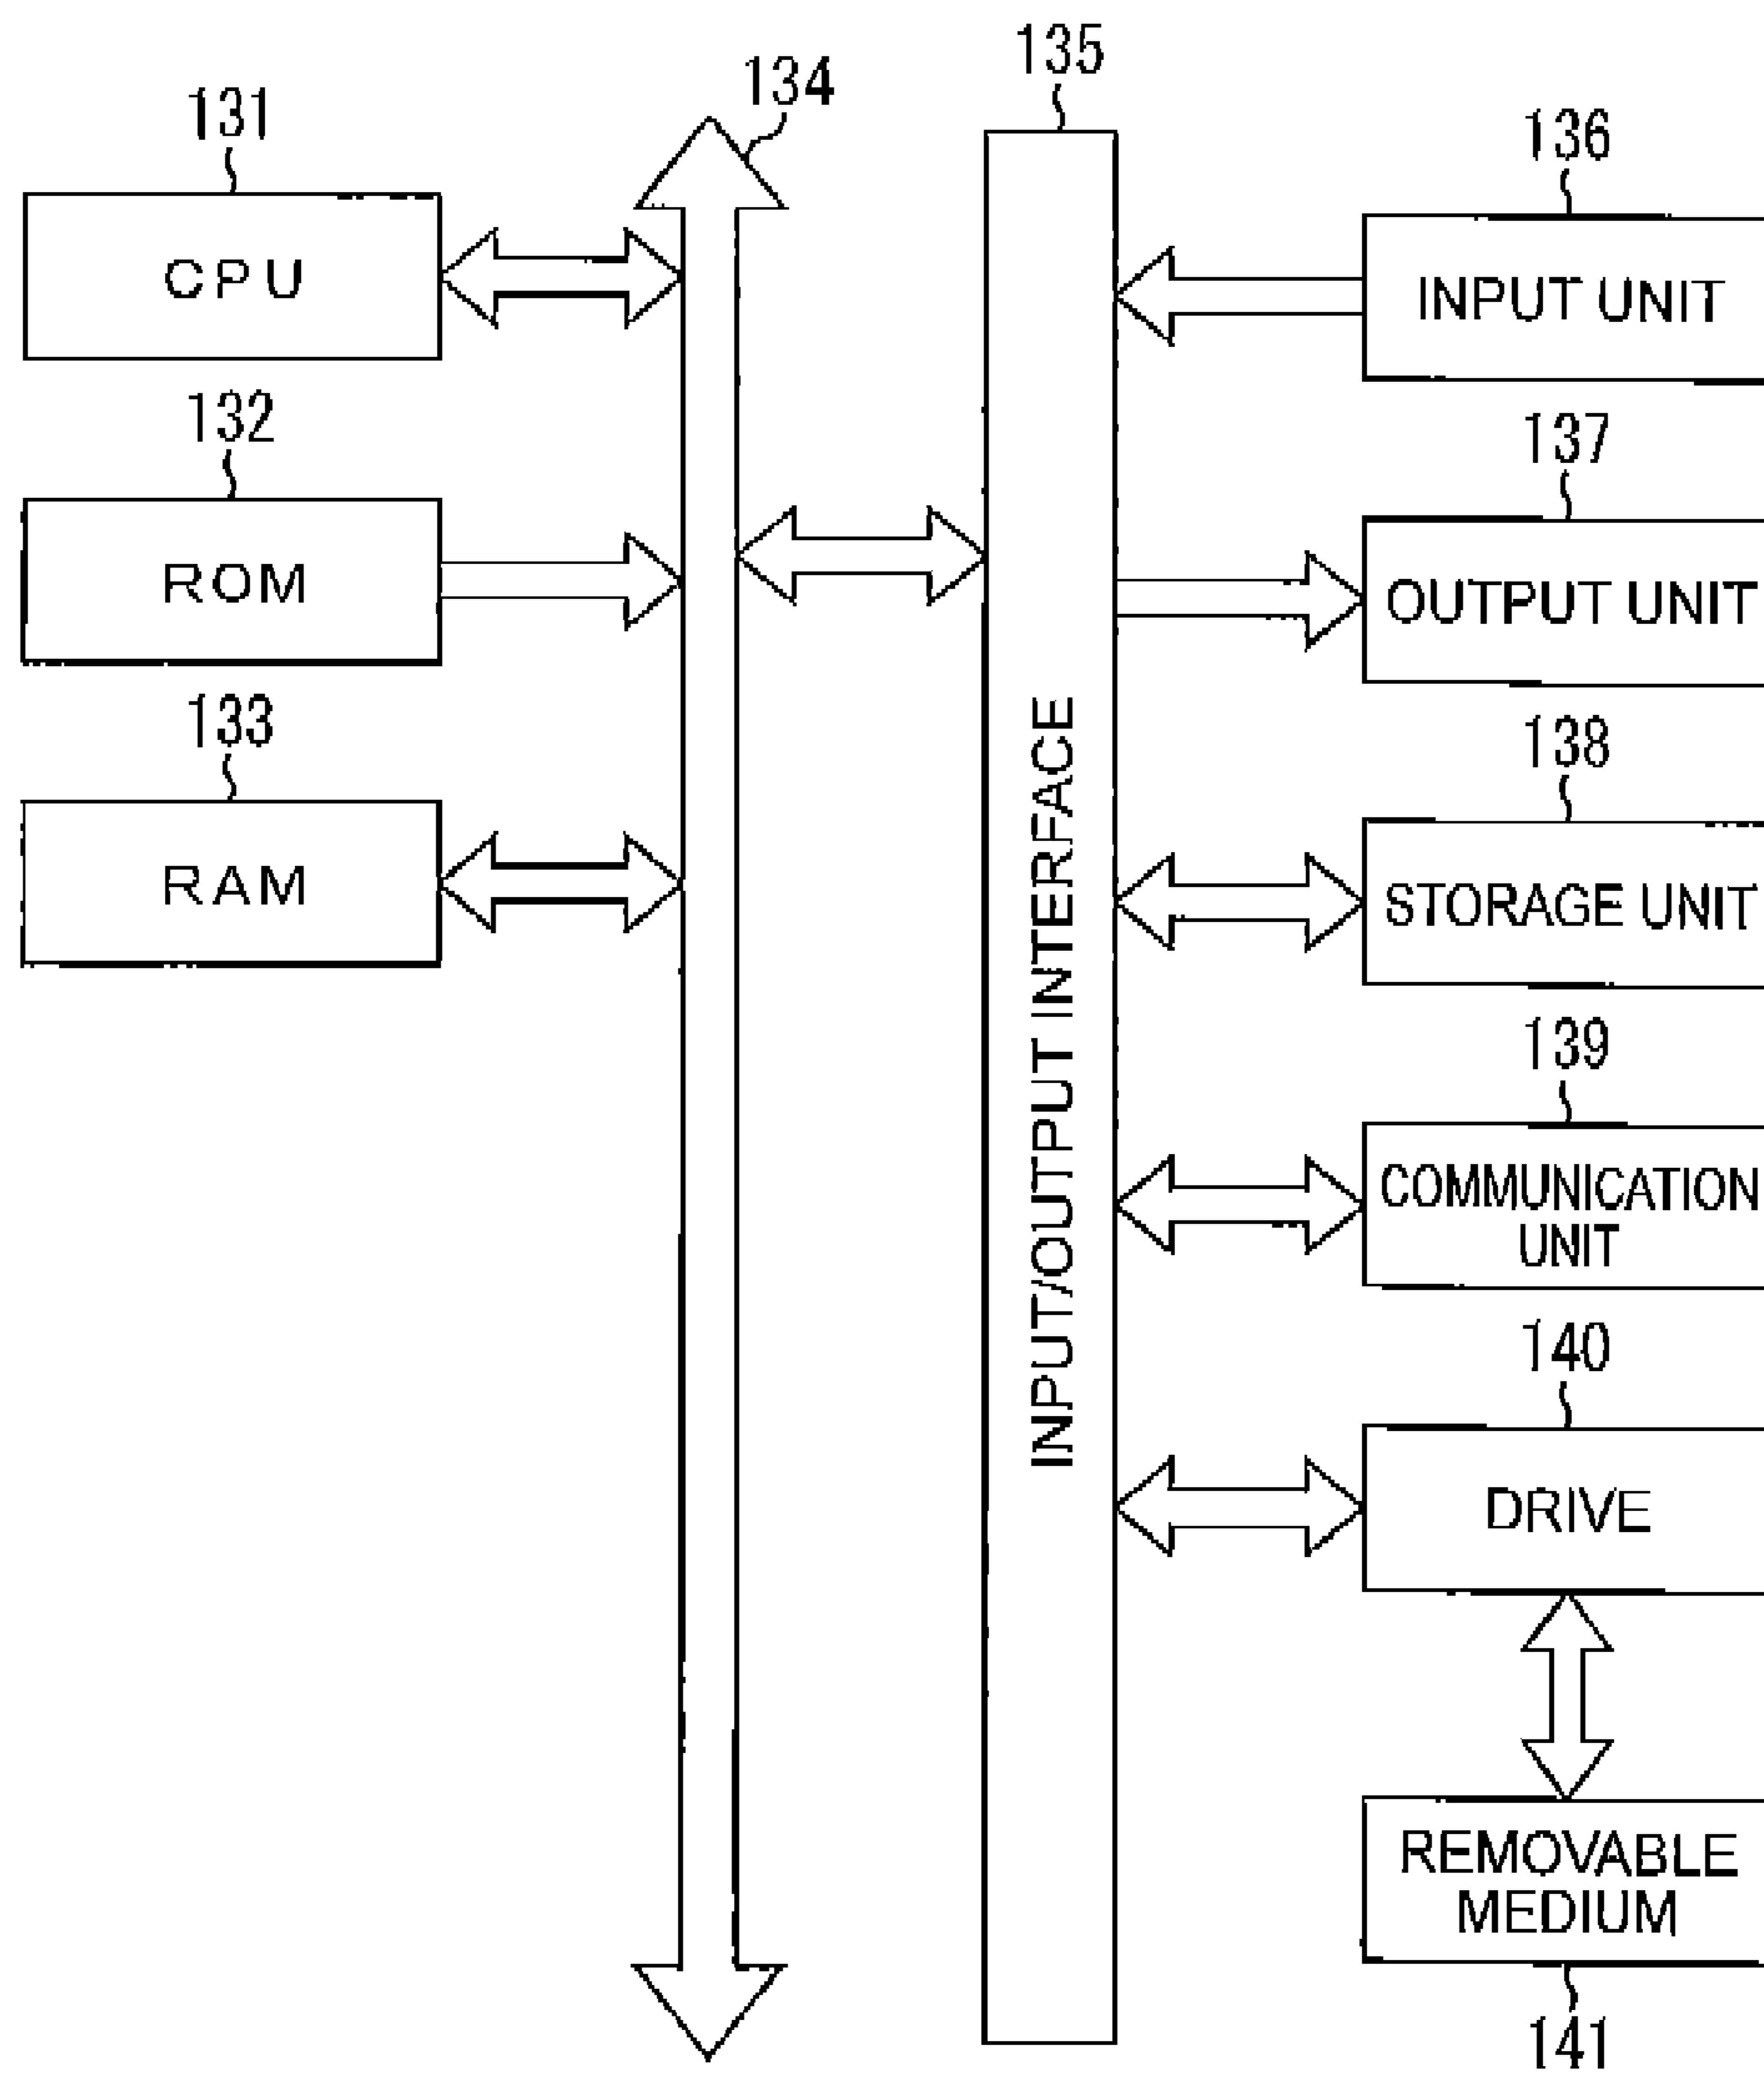 131
CPU
132
ROM
133
RAM
134
135
INPUT/OUTPUT INTERFACE
136
INPUT UNIT
137
OUTPUT UNIT
138
STORAGE UNIT
139
COMMUNICATION
UNIT
140
DRIVE
REMOVABLE
MEDIUM
141